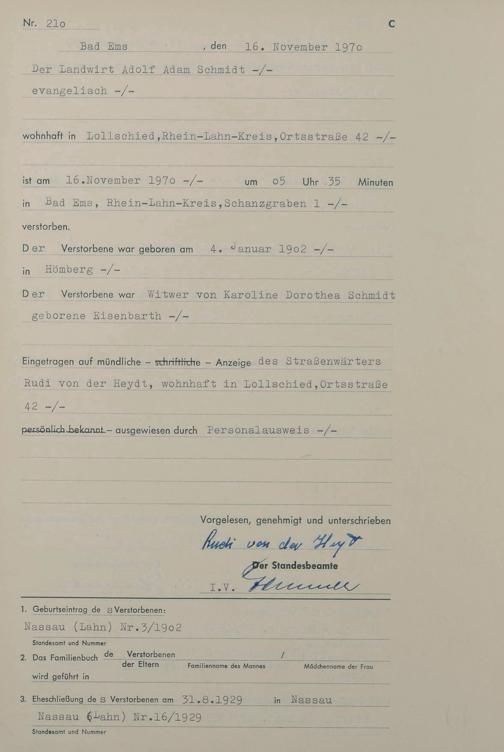 Nr. 21o C
Bad Ems , den 16. November 197o
Der Landwirt Adolf Adam Schmidt -/-
evangelisch -/-
wohnhaft in Lollschied,Rhein-Lahn-Kreis,Ortsstraße 42 -/-
ist am 16.November 197o -/- um o5 Uhr 35 Minuten
in Bad Ems, Rhein-Lahn-Kreis,Schanzgraben 1 -/-
verstorben.
Der Verstorbene war geboren am 4. Januar 19o2 -/-
in Hömberg -/-
Der Verstorbene war Witwer von Karoline Dorothea Schmidt
geborene Eisenbarth -/-
Eingetragen auf mündliche – schriftliche – Anzeige des Straßenwärters
Rudi von der Heydt, wohnhaft in Lollschied,Ortsstraße
42 -/-
persönlich bekannt – ausgewiesen durch Personalausweis -/-
Vorgelesen, genehmigt und unterschrieben
Rudi von der Heydt
Der Standesbeamte
I.V.
1. Geburtseintrag des Verstorbenen:
Nassau (Lahn) Nr.3/19o2
Standesamt und Nummer
2. Das Familienbuch de Verstorbenen /
der Eltern Familienname des Mannes Mädchenname der Frau
wird geführt in
3. Eheschließung des Verstorbenen am 31.8.1929 in Nassau
Nassau (Lahn) Nr.16/1929
Standesamt und Nummer